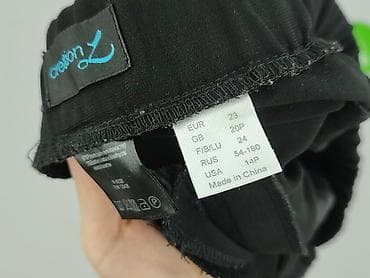 creation L
EUR 23
GB 20P
F/B/LU 24
RUS 54-160
USA 14P
Made in China